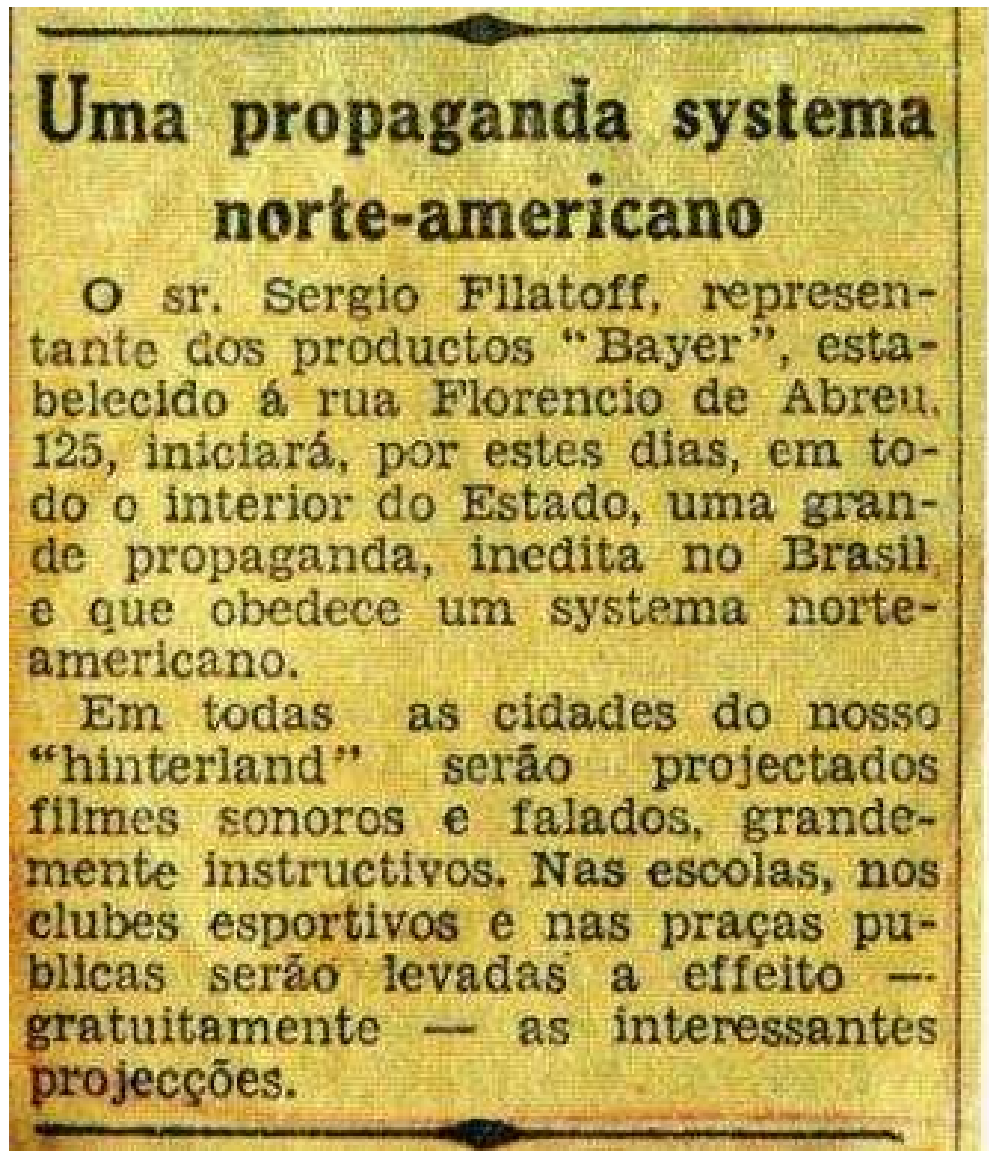 Uma propaganda systema
norte-americano
O sr. Sergio Filatoff, represen-
tante dos productos "Bayer", esta-
belecido á rua Florencio de Abreu,
125, iniciará, por estes dias, em to-
do o interior do Estado, uma gran-
de propaganda, inedita no Brasil,
e que obedece um systema norte-
americano.
Em todas as cidades do nosso
"hinterland" serão projectados
filmes sonoros e falados, grande-
mente instructivos. Nas escolas, nos
clubes esportivos e nas praças pu-
blicas serão levadas a effeito —
gratuitamente — as interessantes
projecções.